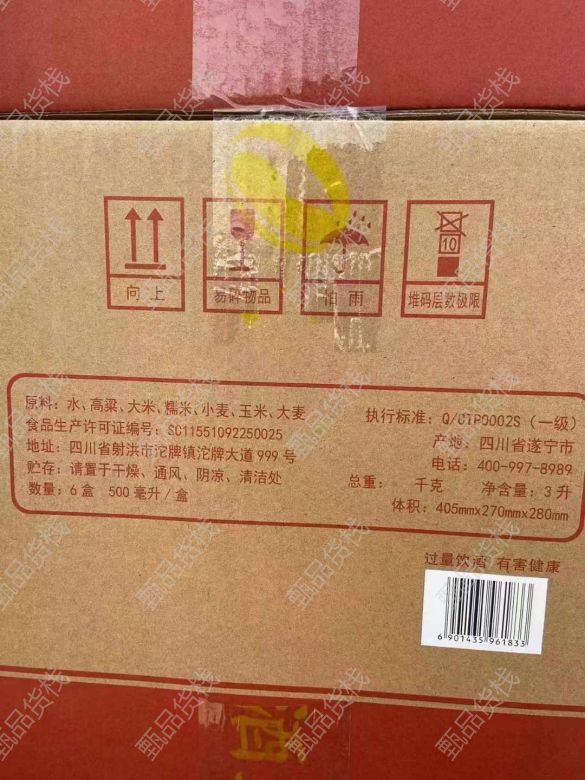 向上
易碎物品
怕雨
10
堆码层数极限
原料：水、高粱、大米、糯米、小麦、玉米、大麦
食品生产许可证编号：SC11551092250025
地址：四川省射洪市沱牌镇沱牌大道999号
贮存：请置于干燥、通风、阴凉、清洁处
数量：6盒 500毫升/盒
执行标准：Q/CTP0002S（一级）
产地：四川省遂宁市
电话：400-997-8989
总重： 千克 净含量：3升
体积：405mmx270mmx280mm
过量饮酒 有害健康
6 901435 961833
酒
甄品货栈